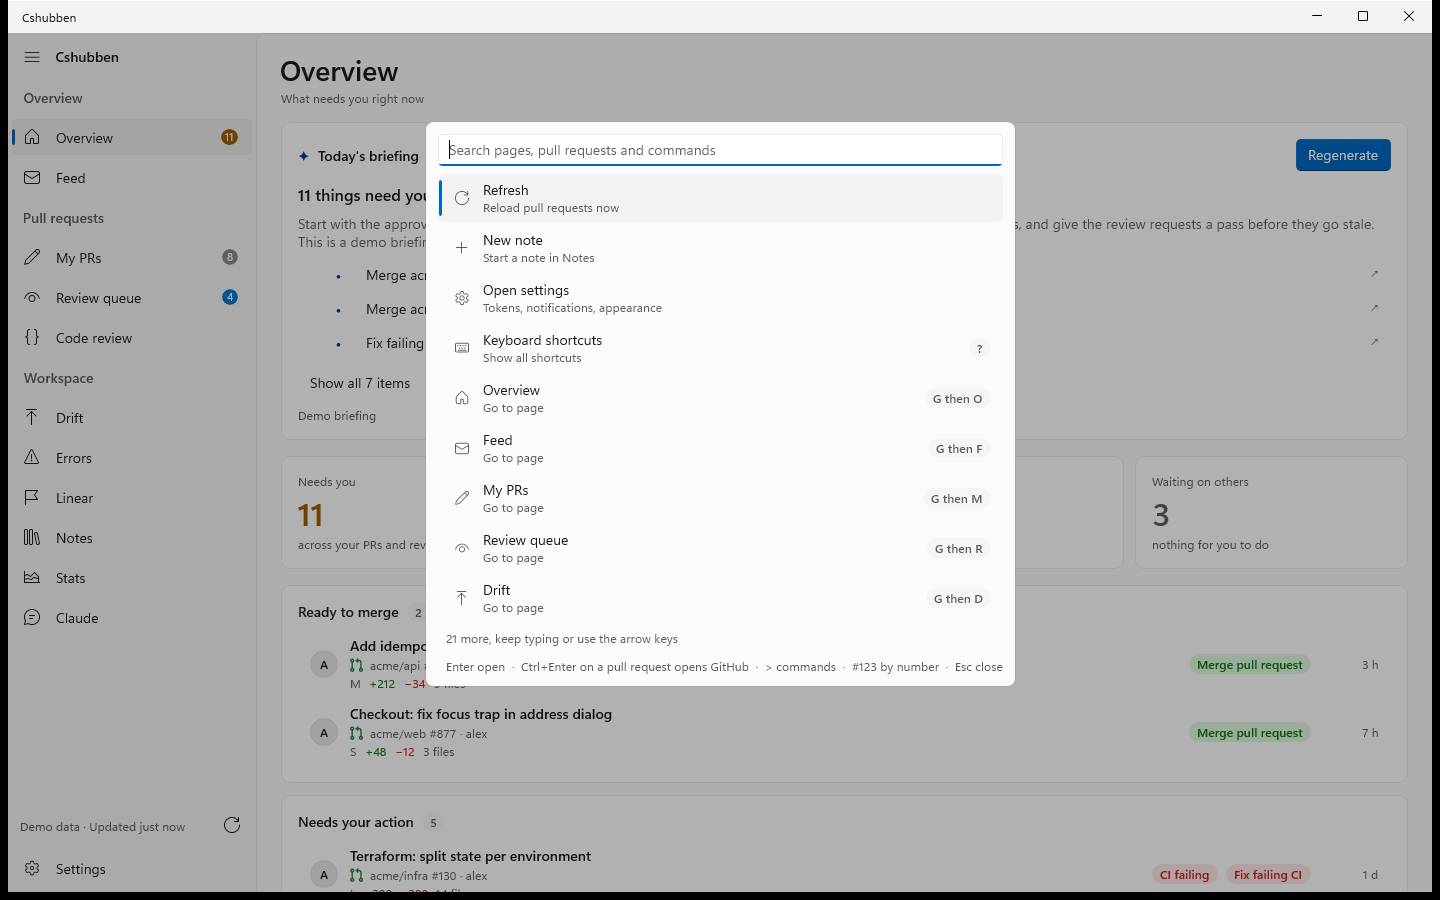 Cshubben
Cshubben
Overview
Overview 11
Feed
Pull requests
My PRs 8
Review queue 4
Code review
Workspace
Drift
Errors
Linear
Notes
Stats
Claude
Demo data · Updated just now
Settings
Overview
What needs you right now
Today's briefing
Regenerate
11 things need you
Start with the approv
s, and give the review requests a pass before they go stale.
This is a demo briefin
Merge acm
Merge acm
Fix failing
Show all 7 items
Demo briefing
Needs you
11
across your PRs and rev
Waiting on others
3
nothing for you to do
Search pages, pull requests and commands
Refresh
Reload pull requests now
New note
Start a note in Notes
Open settings
Tokens, notifications, appearance
Keyboard shortcuts
Show all shortcuts
?
Overview
Go to page
G then O
Feed
Go to page
G then F
My PRs
Go to page
G then M
Review queue
Go to page
G then R
Drift
Go to page
G then D
21 more, keep typing or use the arrow keys
Enter open · Ctrl+Enter on a pull request opens GitHub · > commands · #123 by number · Esc close
Ready to merge 2
A
Add idempo
acme/api #
M +212 −34
Merge pull request
3 h
A
Checkout: fix focus trap in address dialog
acme/web #877 · alex
S +48 −12 3 files
Merge pull request
7 h
Needs your action 5
A
Terraform: split state per environment
acme/infra #130 · alex
CI failing
Fix failing CI
1 d